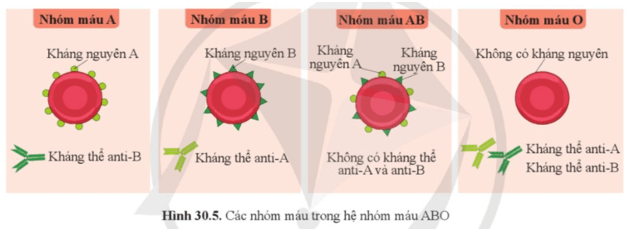 Nhóm máu A
Kháng nguyên A
Kháng thể anti-B
Nhóm máu B
Kháng nguyên B
Kháng thể anti-A
Nhóm máu AB
Kháng
nguyên A
Kháng
nguyên B
Không có kháng thể
anti-A và anti-B
Nhóm máu O
Không có kháng nguyên
Kháng thể anti-A
Kháng thể anti-B
Hình 30.5. Các nhóm máu trong hệ nhóm máu ABO